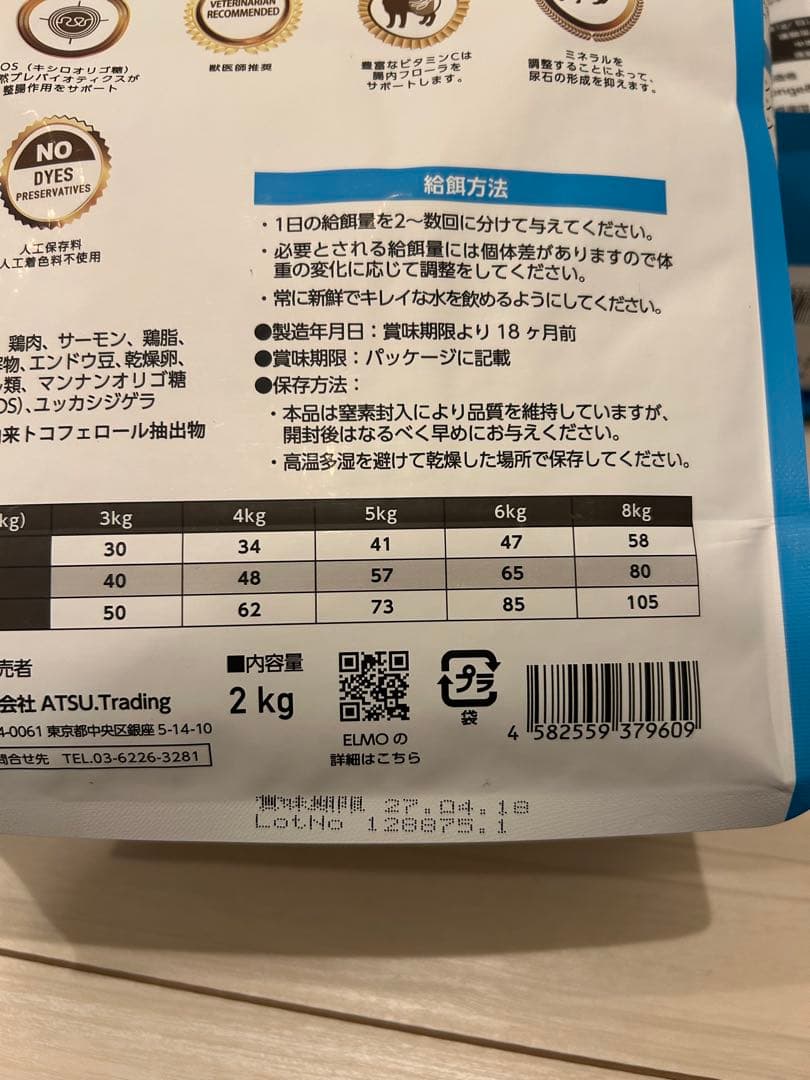 VETERINARIAN
RECOMMENDED
OS（キシロオリゴ糖）
然プレバイオティクスが
整腸作用をサポート
獣医師推奨
豊富なビタミンCは
腸内フローラを
サポートします。
ミネラルを
調整することによって、
尿石の形成を抑えます。
NO
DYES
PRESERVATIVES
人工保存料
人工着色料不使用
給餌方法
・1日の給餌量を2〜数回に分けて与えてください。
・必要とされる給餌量には個体差がありますので体
重の変化に応じて調整をしてください。
・常に新鮮でキレイな水を飲めるようにしてください。
●製造年月日：賞味期限より18ヶ月前
●賞味期限：パッケージに記載
●保存方法：
・本品は窒素封入により品質を維持していますが、
開封後はなるべく早めにお与えください。
・高温多湿を避けて乾燥した場所で保存してください。
鶏肉、サーモン、鶏脂、
物、エンドウ豆、乾燥卵、
類、マンナンオリゴ糖
OS)、ユッカシジゲラ
来トコフェロール抽出物
kg) 3kg 4kg 5kg 6kg 8kg
30 34 41 47 58
40 48 57 65 80
50 62 73 85 105
売者
会社 ATSU.Trading
4-0061 東京都中央区銀座 5-14-10
問合せ先 TEL.03-6226-3281
■内容量
2 kg
ELMO の
詳細はこちら
プラ
袋
4 582559 379609
賞味期限 27.04.18
LotNo 128875.1